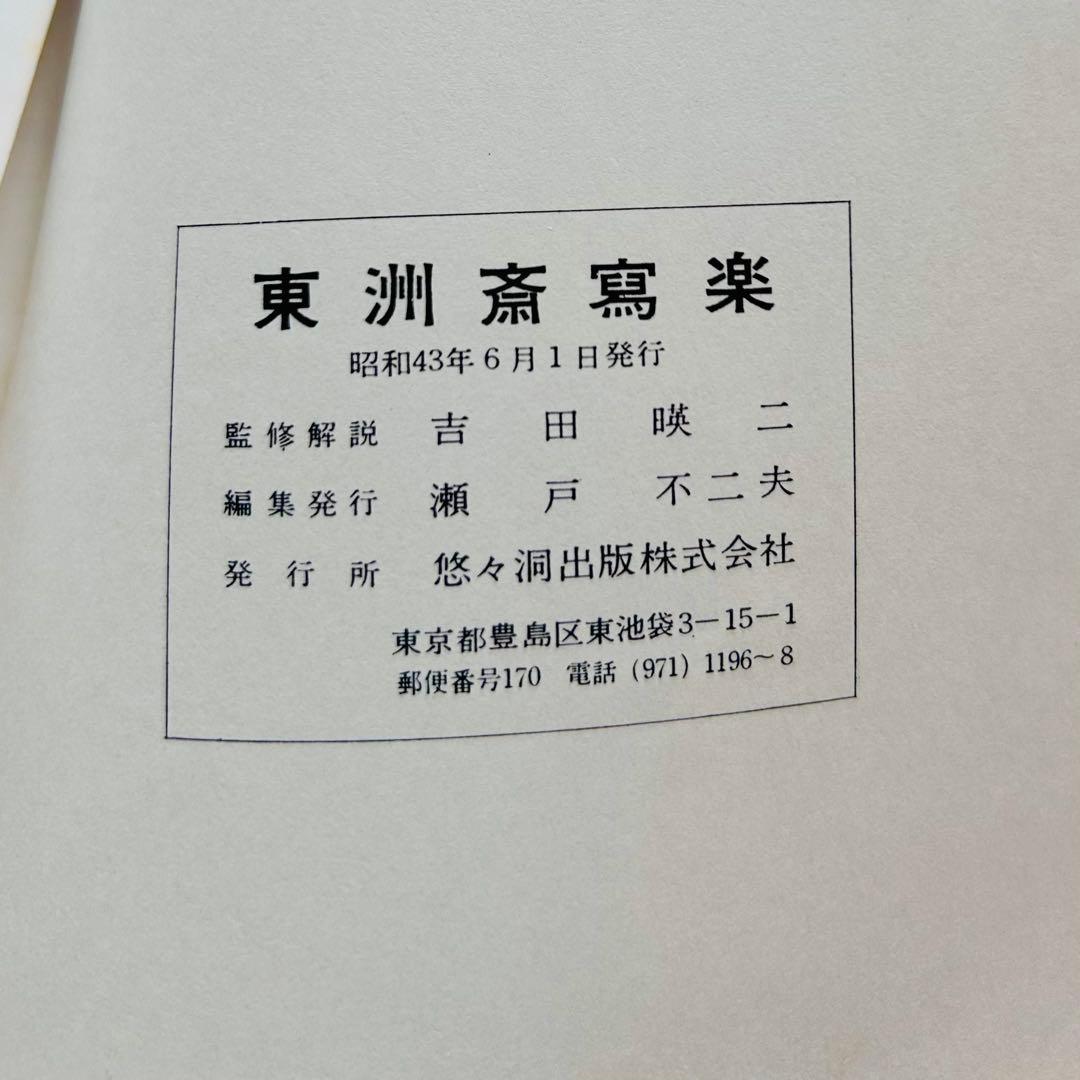 東洲斎寫楽
昭和43年6月1日発行
監修解説 吉田暎二
編集発行 瀬戸不二夫
発行所 悠々洞出版株式会社
東京都豊島区東池袋3－15－1
郵便番号170 電話(971)1196～8